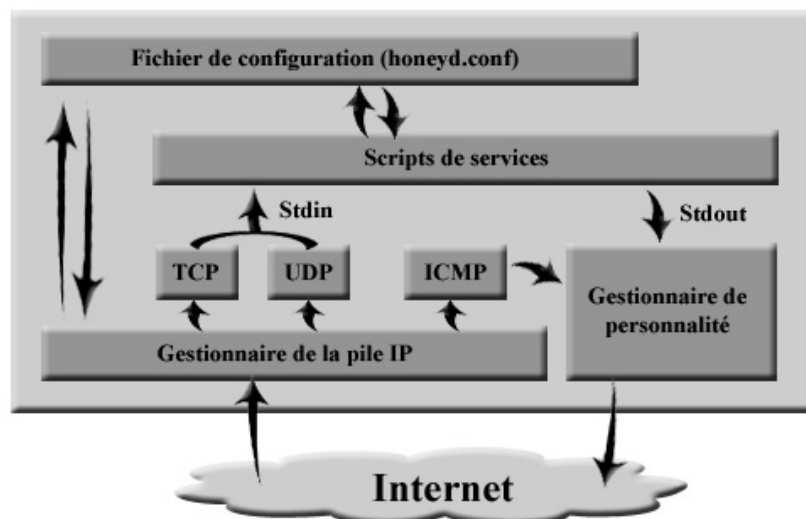 Fichier de configuration (honeyd.conf)
Scripts de services
Stdin
Stdout
TCP
UDP
ICMP
Gestionnaire de
personnalité
Gestionnaire de la pile IP
Internet